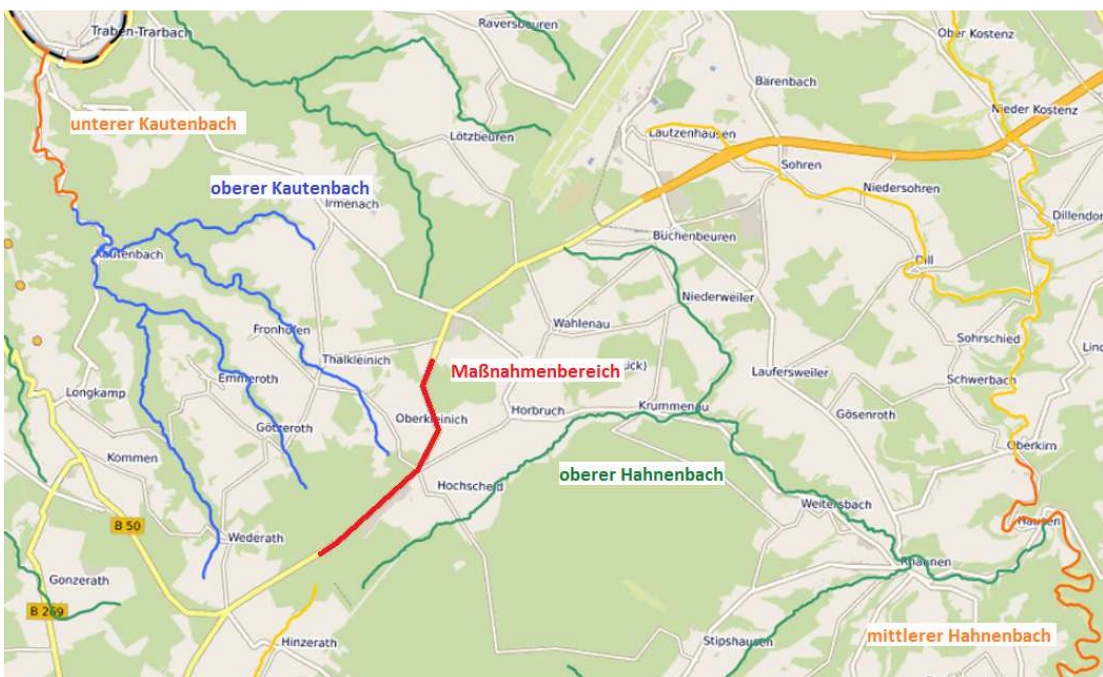 Traben-Trarbach
Raversbeuren
Ober Kostenz
Bärenbach
Nieder Kostenz
unterer Kautenbach
Lötzbeuren
Lautzenhausen
Sohren
oberer Kautenbach
Niedersohren
Irmenach
Dillendorf
Büchenbeuren
Kautenbach
Dill
Niederweiler
Fronhofen
Wahlenau
Sohrschied
Thalkleinich
Maßnahmenbereich
ück)
Laufersweiler
Schwerbach
Longkamp
Emmeroth
Oberkleinich
Horbruch
Krummenau
Gösenroth
Götzeroth
Oberkirn
Kommen
Hochscheid
oberer Hahnenbach
Weitersbach
Hausen
B 50
Wederath
Rhaunen
Gonzerath
B 269
Hinzerath
Stipshausen
mittlerer Hahnenbach